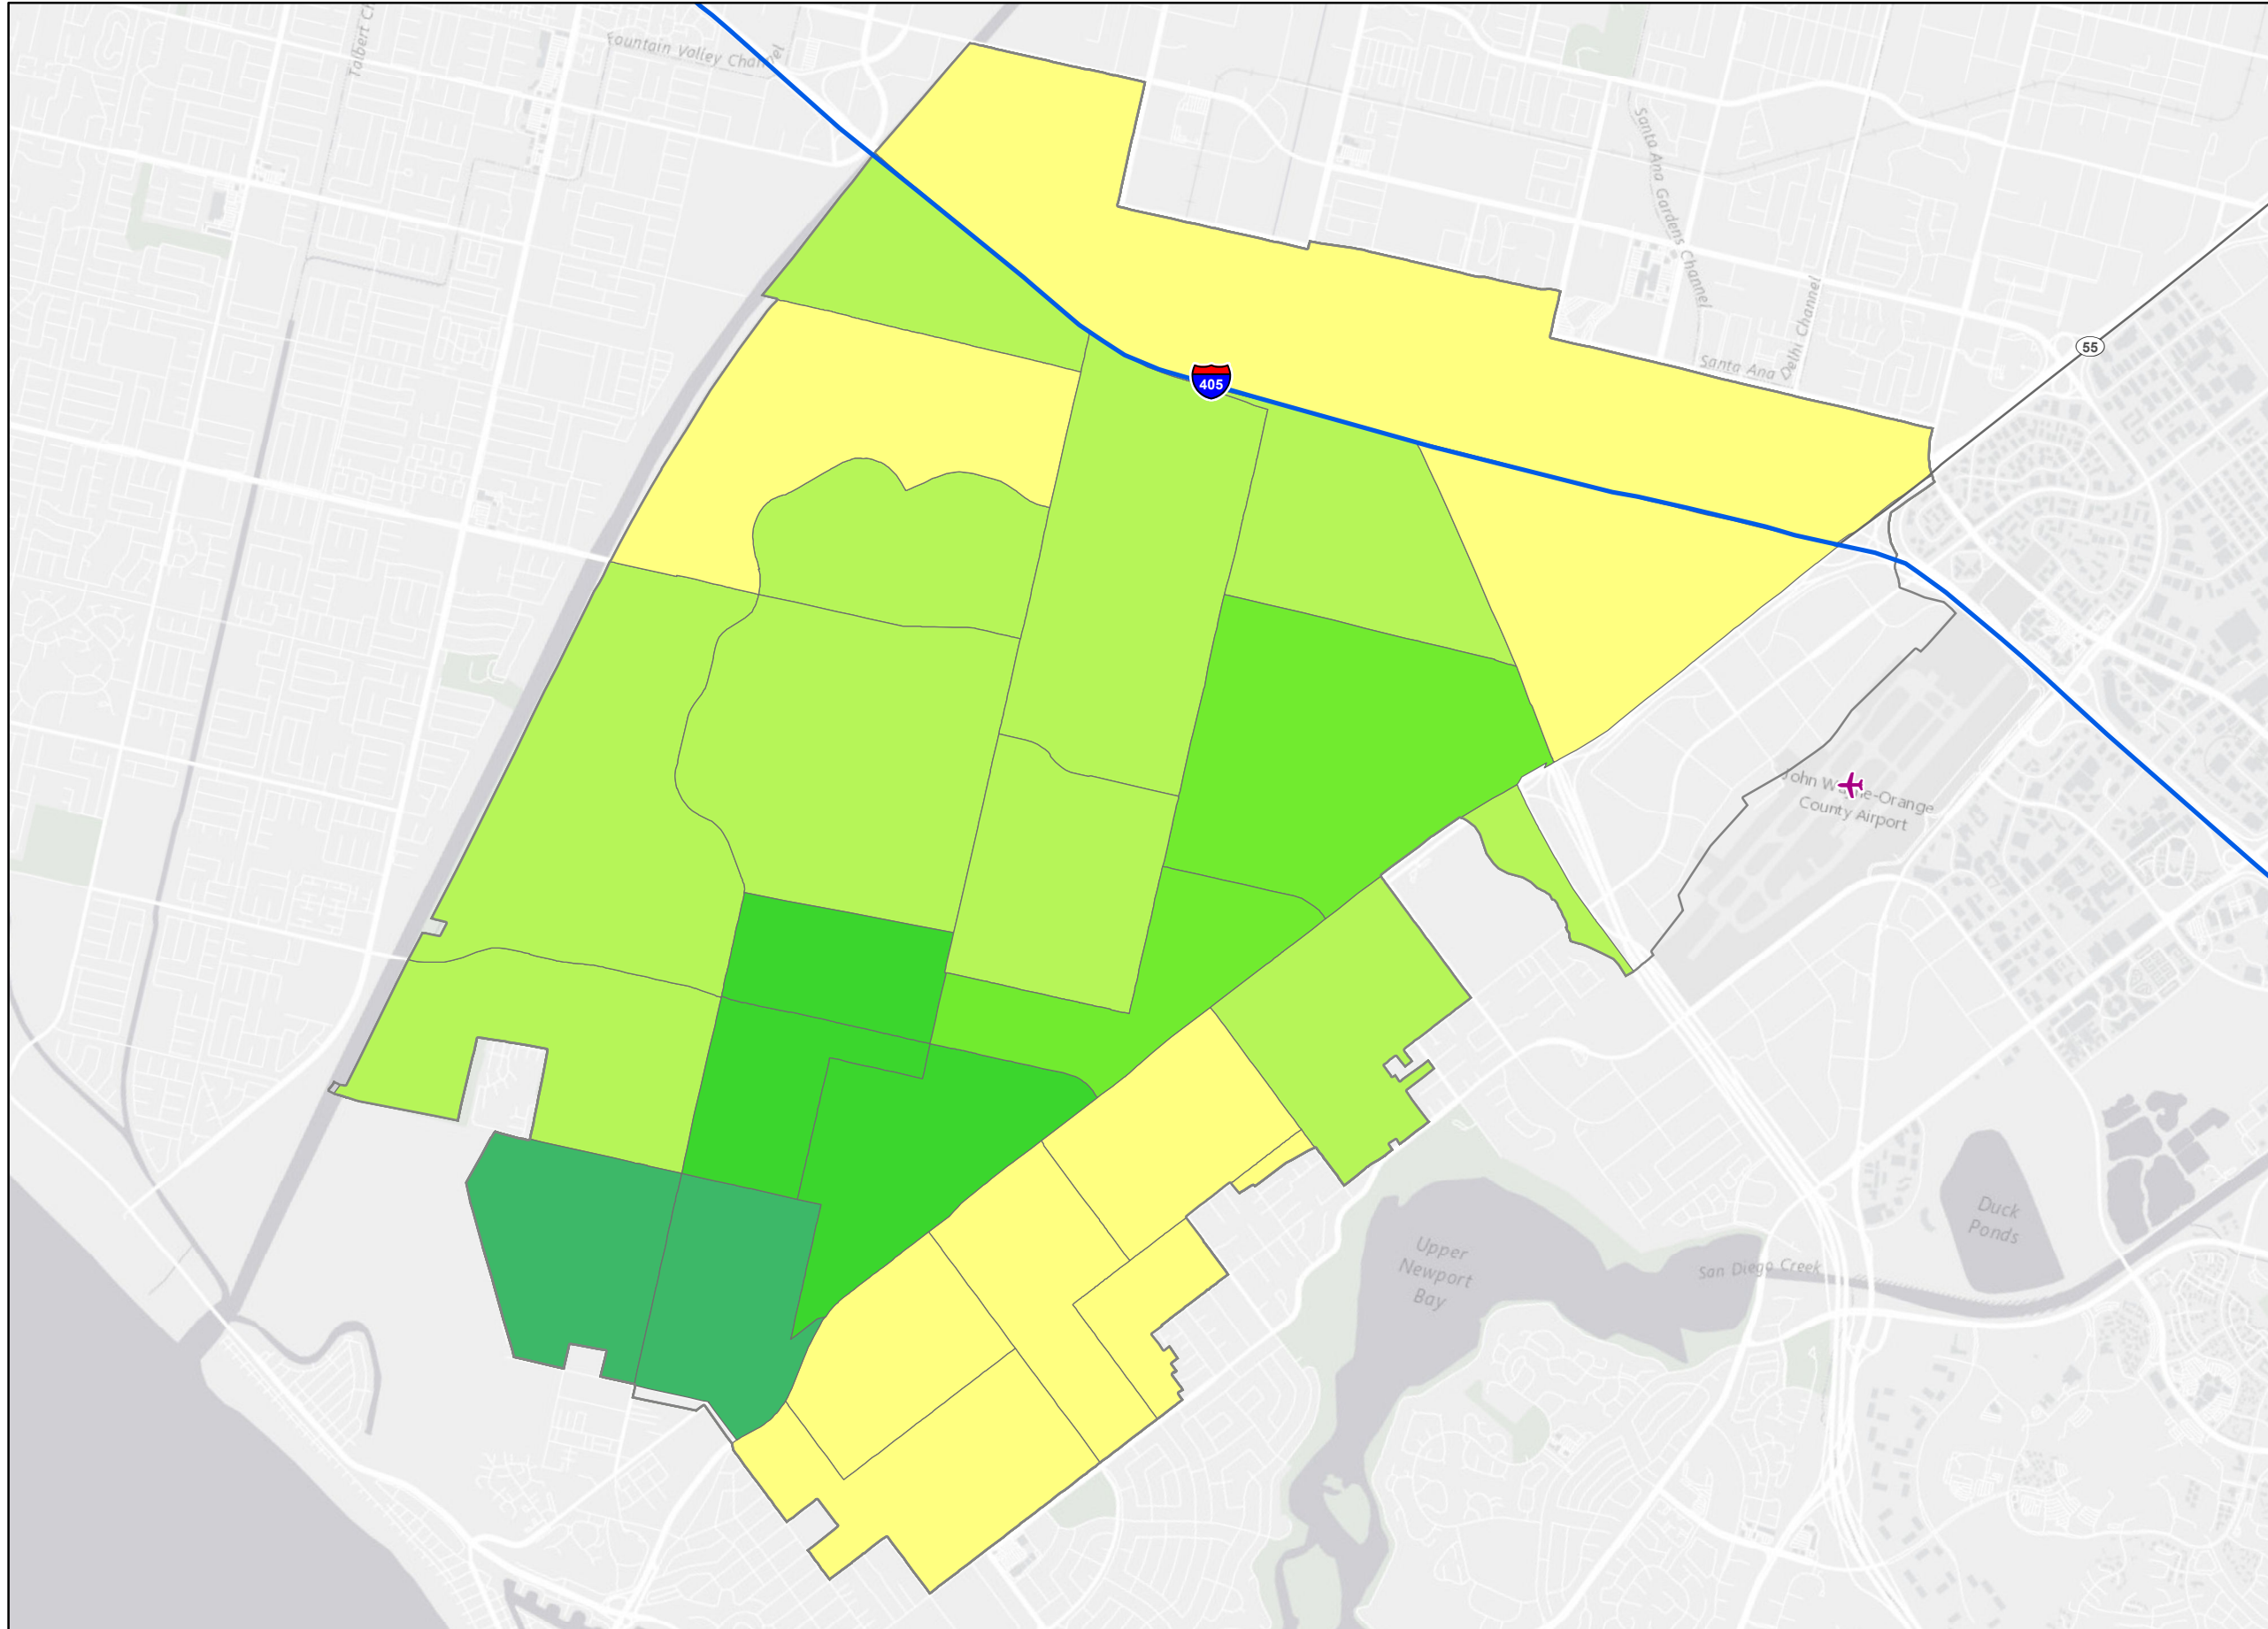 Talbert Ch
Fountain Valley Channel
Santa Ana Gardens Channel
Santa Ana Delhi Channel
55
405
John Wayne-Orange
County Airport
Duck
Ponds
Upper
Newport
Bay
San Diego Creek